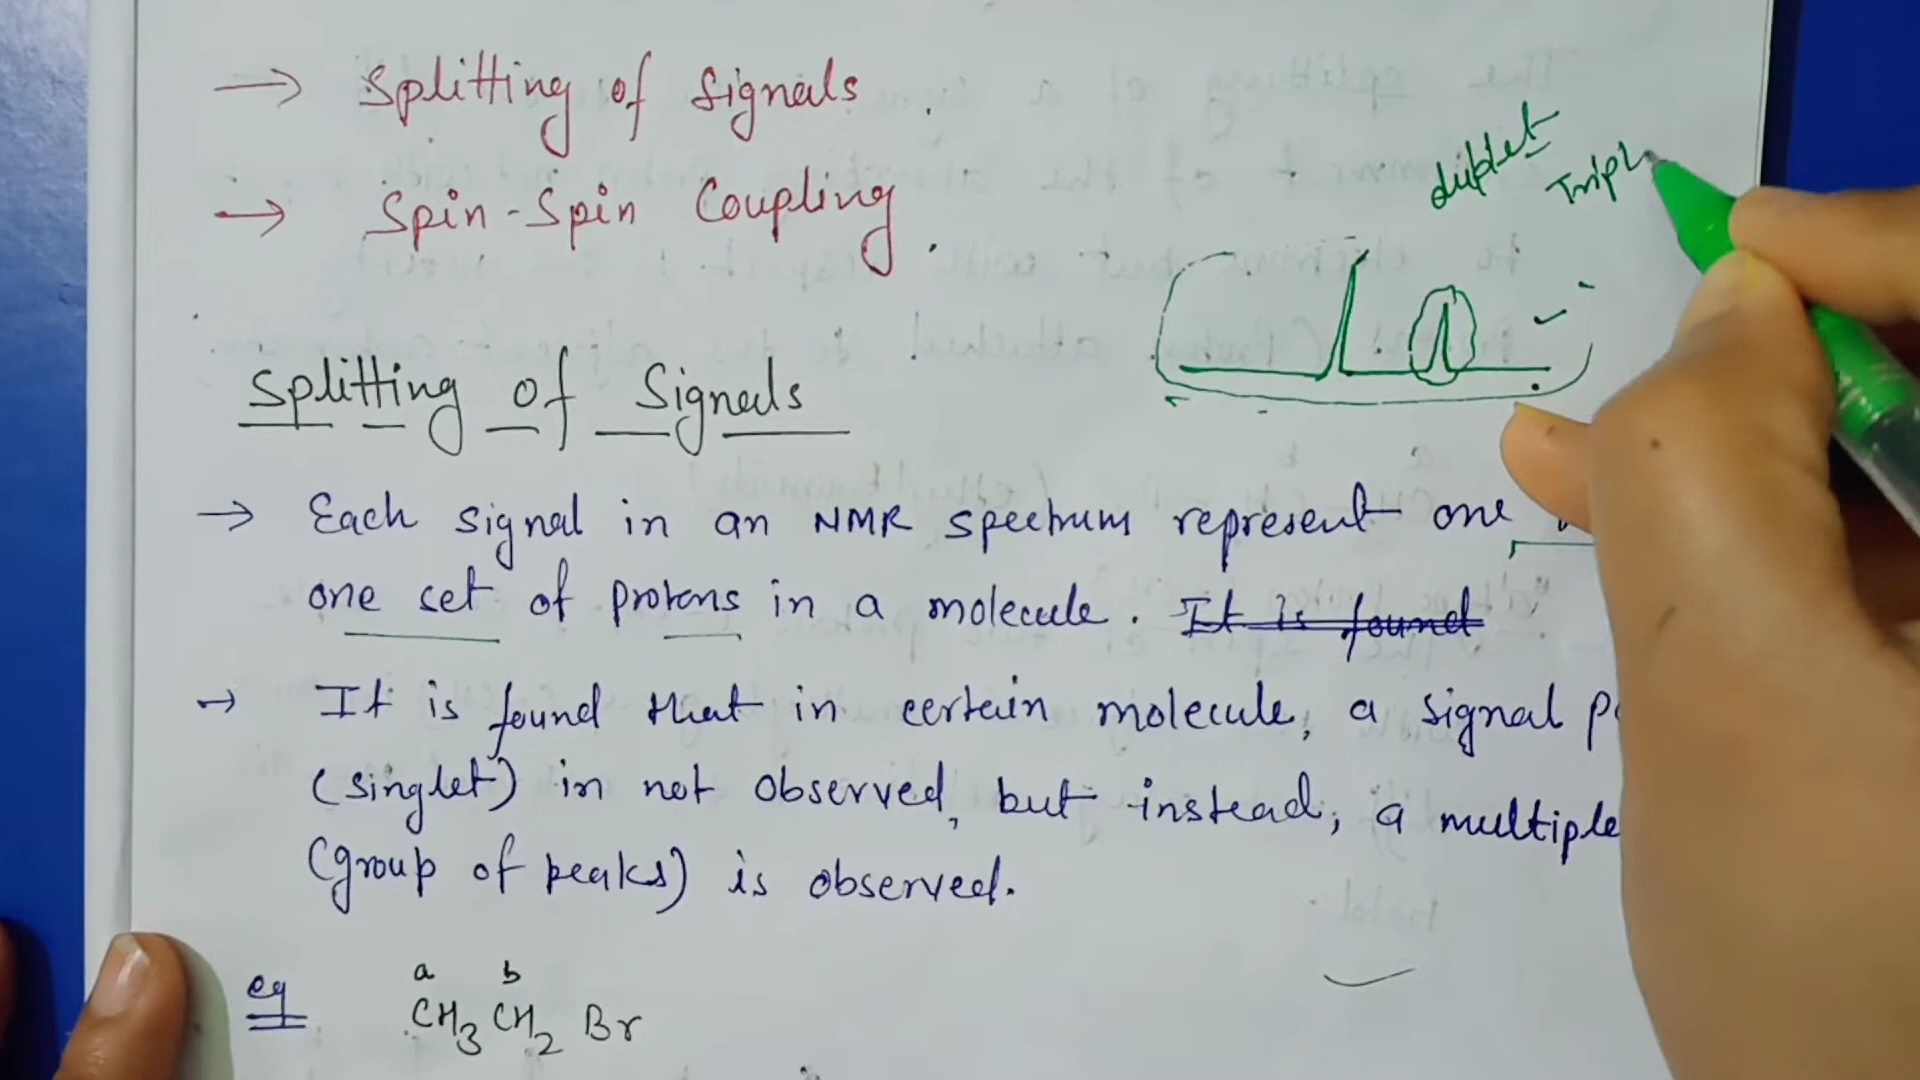 → Splitting of Signals
→ Spin-Spin Coupling
duplet
Tripl
Splitting of Signals
→ Each signal in an NMR spectrum represent one
one set of protons in a molecule. It is found
→ It is found that in certain molecule, a signal
(singlet) in not observed, but instead, a multiple
(group of peaks) is observed.
a b
eg CH3 CH2 Br